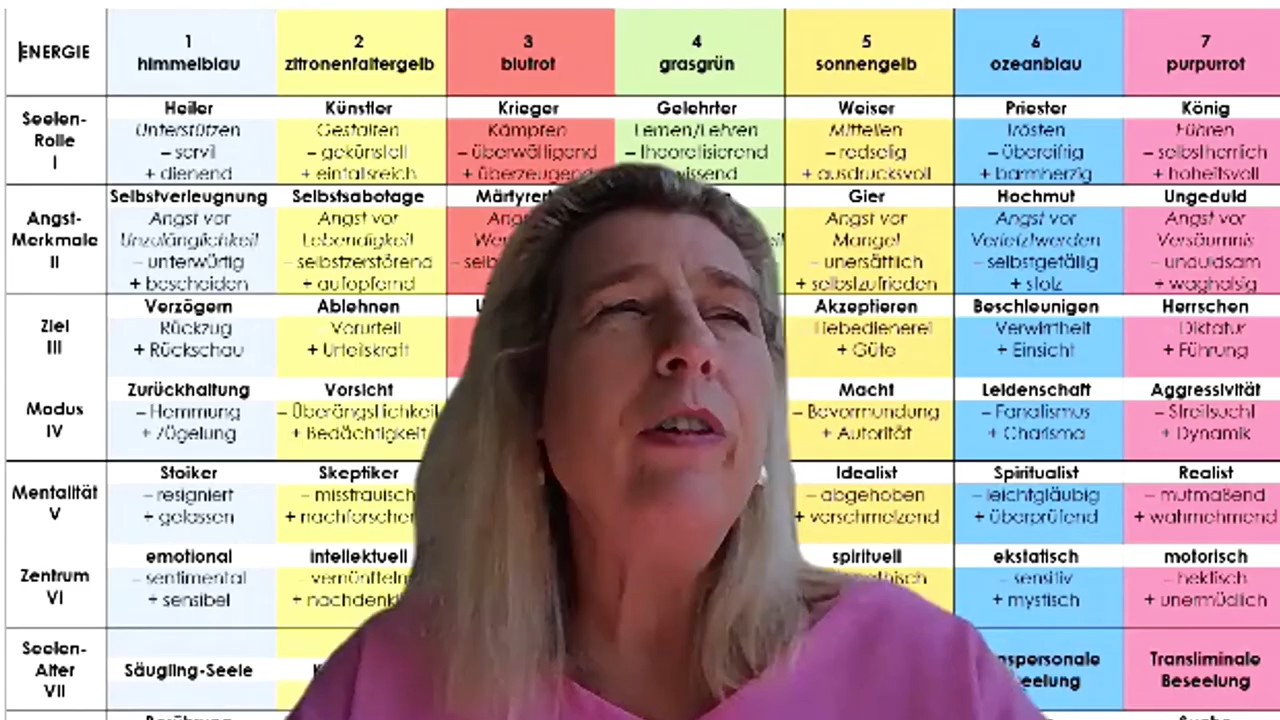 ENERGIE
1
himmelblau
2
zitronenfaltergelb
3
blutrot
4
grasgrün
5
sonnengelb
6
ozeanblau
7
purpurrot
Seelen-
Rolle
I
Heiler
Unterstützen
– servil
+ dienend
Künstler
Gestalten
– gekünstelt
+ einfallsreich
Krieger
Kämpfen
– überwältigend
+ überzeugend
Gelehrter
Lernen/Lehren
– theoretisierend
wissend
Weiser
Mitteilen
– redselig
+ ausdrucksvoll
Priester
Trösten
– übereifrig
+ barmherzig
König
Führen
– selbstherrlich
+ hoheitsvoll
Angst-
Merkmale
II
Selbstverleugnung
Angst vor
Unzulänglichkeit
– unterwürfig
+ bescheiden
Selbstsabotage
Angst vor
Lebendigkeit
– selbstzerstörend
+ aufopfernd
Gier
Angst vor
Mangel
– unersättlich
+ selbstzufrieden
Hochmut
Angst vor
Verletztwerden
– selbstgefällig
+ stolz
Ungeduld
Angst vor
Versäumnis
– unduldsam
+ waghalsig
Ziel
III
Verzögern
– Rückzug
+ Rückschau
Ablehnen
– Vorurteil
+ Urteilskraft
Akzeptieren
Liebedienerei
+ Güte
Beschleunigen
– Verwirrtheit
+ Einsicht
Herrschen
– Diktatur
+ Führung
Modus
IV
Zurückhaltung
– Hemmung
+ Zügelung
Vorsicht
– Überängstlichkeit
+ Bedächtigkeit
Macht
– Bevormundung
+ Autorität
Leidenschaft
– Fanatismus
+ Charisma
Aggressivität
– Streitsucht
+ Dynamik
Mentalität
V
Stoiker
– resigniert
+ gelassen
Skeptiker
– misstrauisch
+ nachforschen
Idealist
– abgehoben
+ verschmelzend
Spiritualist
– leichtgläubig
+ überprüfend
Realist
– mutmaßend
+ wahrnehmend
Zentrum
VI
emotional
– sentimental
+ sensibel
intellektuell
– vernünfteln
+ nachdenkl
spirituell
ekstatisch
– sensitiv
+ mystisch
motorisch
– hektisch
+ unermüdlich
Seelen-
Alter
VII
Säugling-Seele
nspersonale
eelung
Transliminale
Beseelung